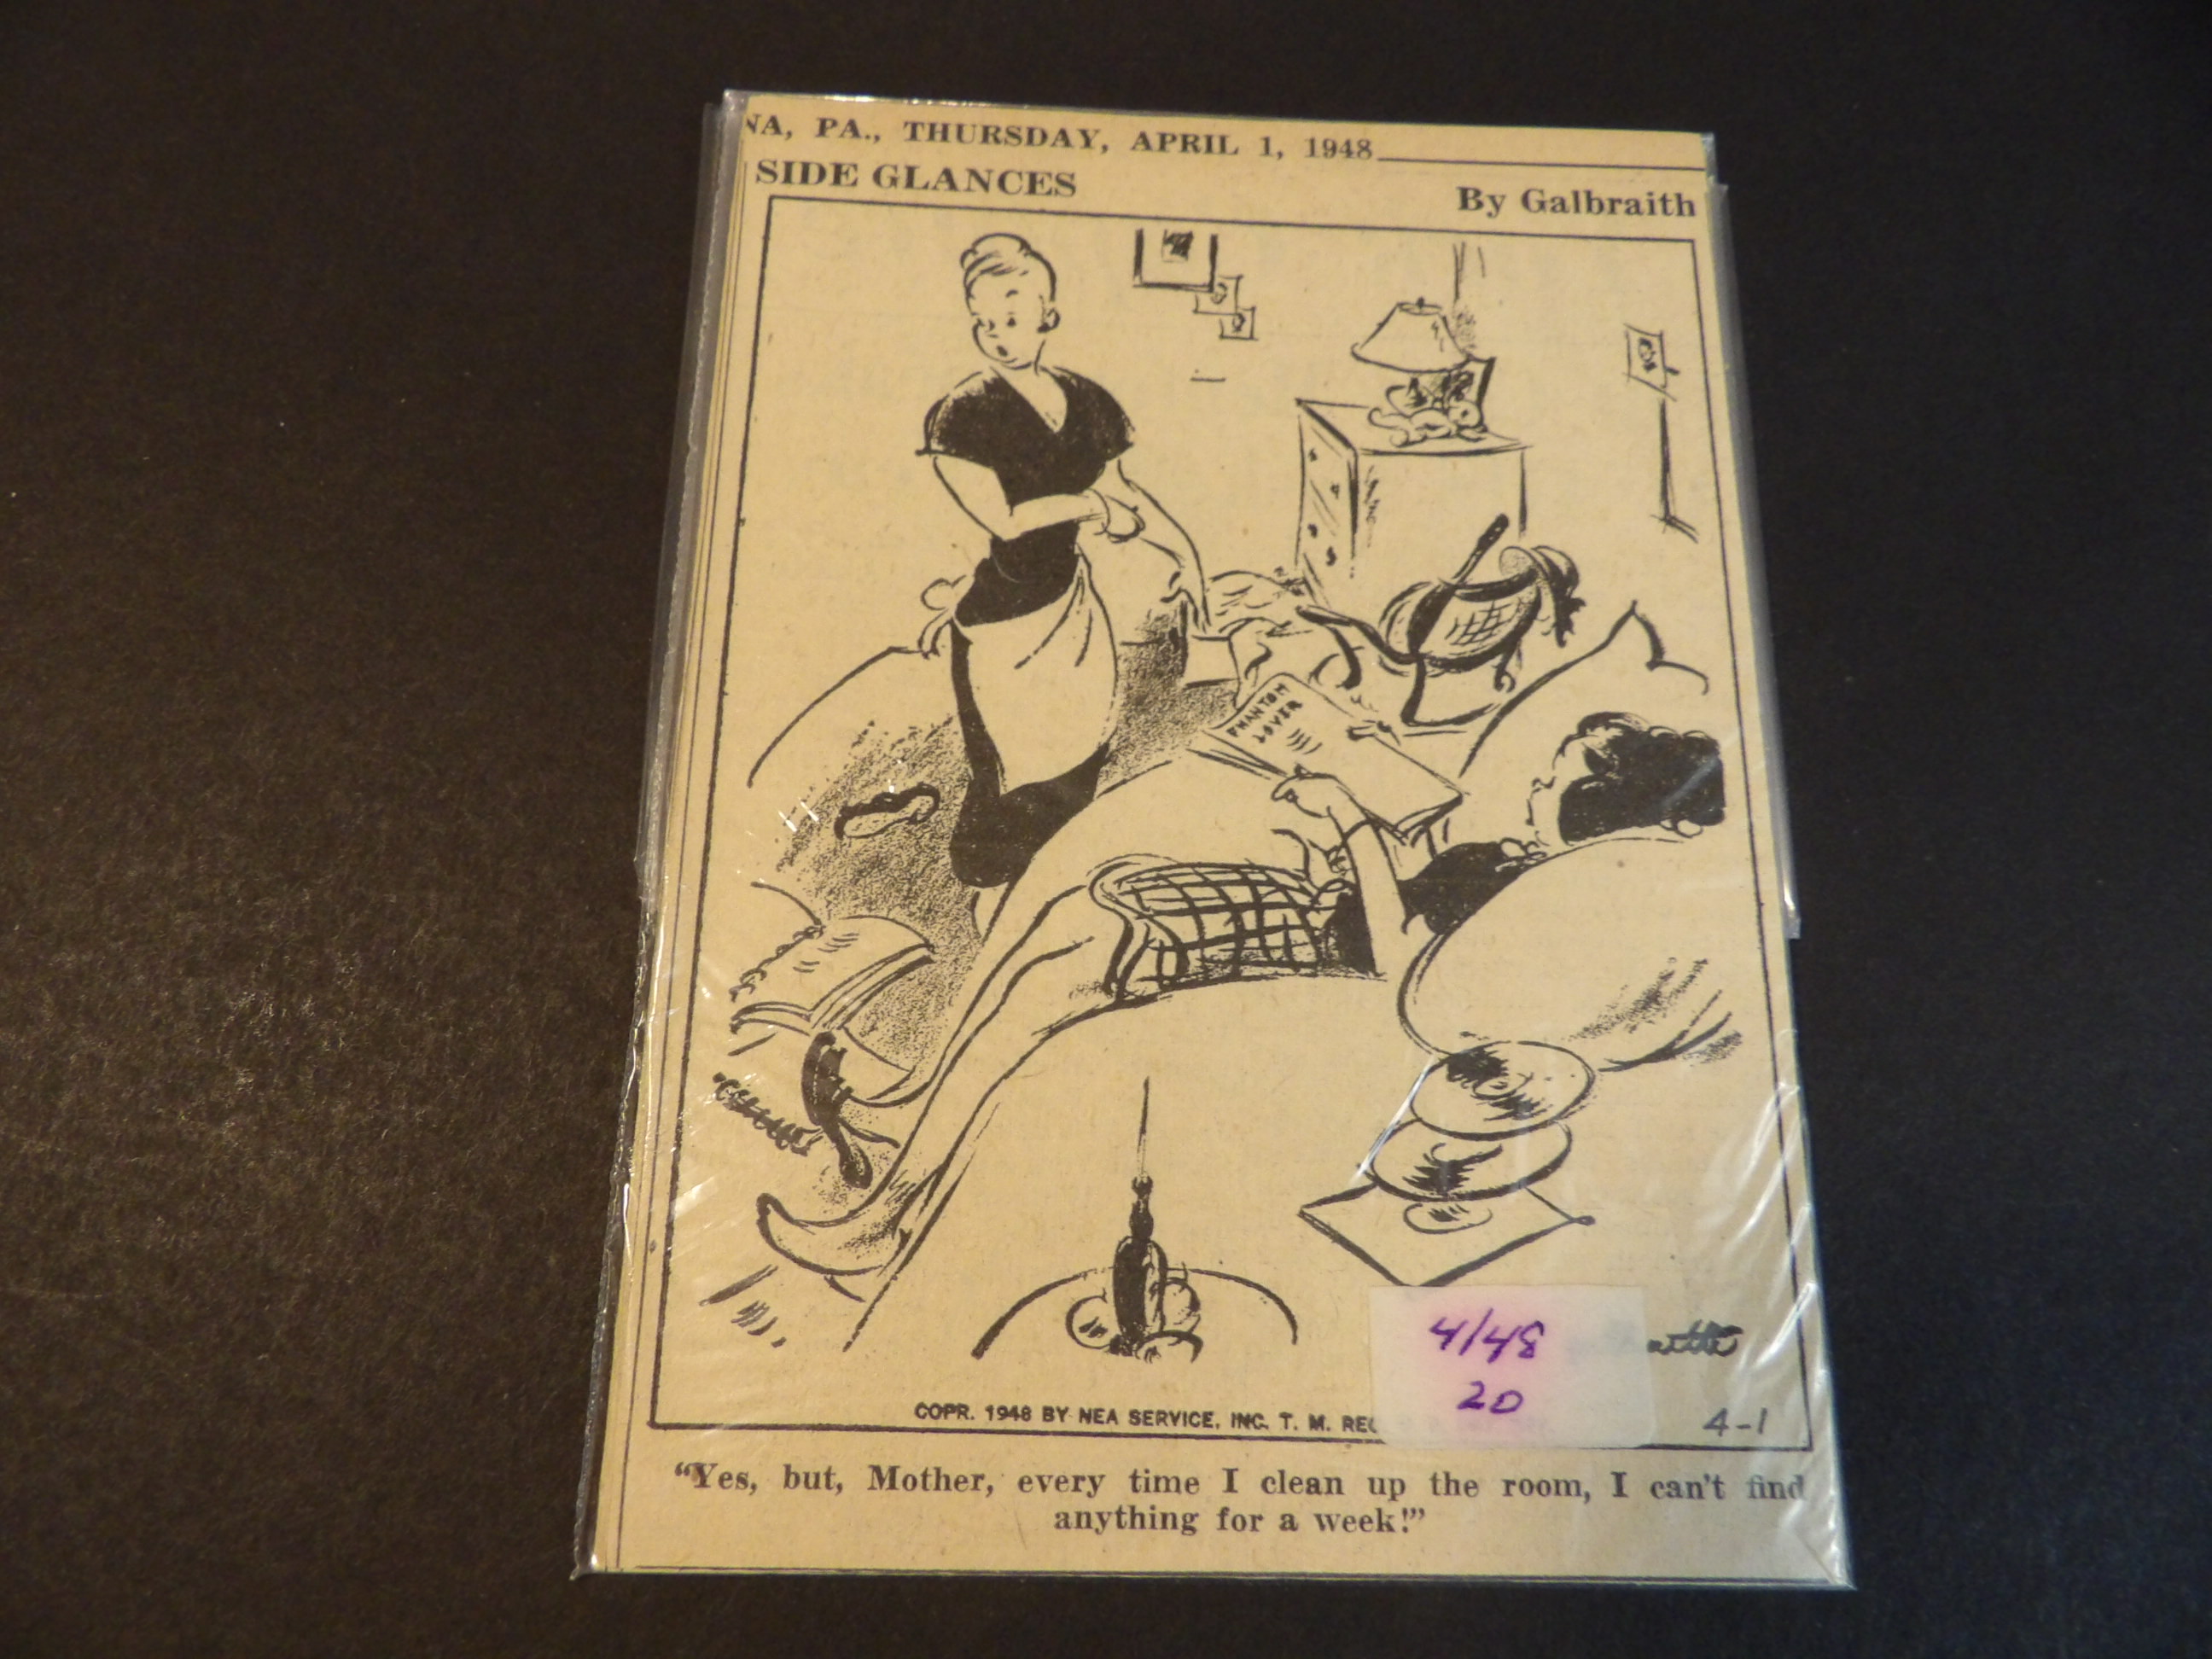 NA, PA., THURSDAY, APRIL 1, 1948
SIDE GLANCES
By Galbraith
PHANTOM
LOVER
4/48
20
COPR. 1948 BY NEA SERVICE, INC. T. M.
4-1
"Yes, but, Mother, every time I clean up the room, I can't find
anything for a week!"